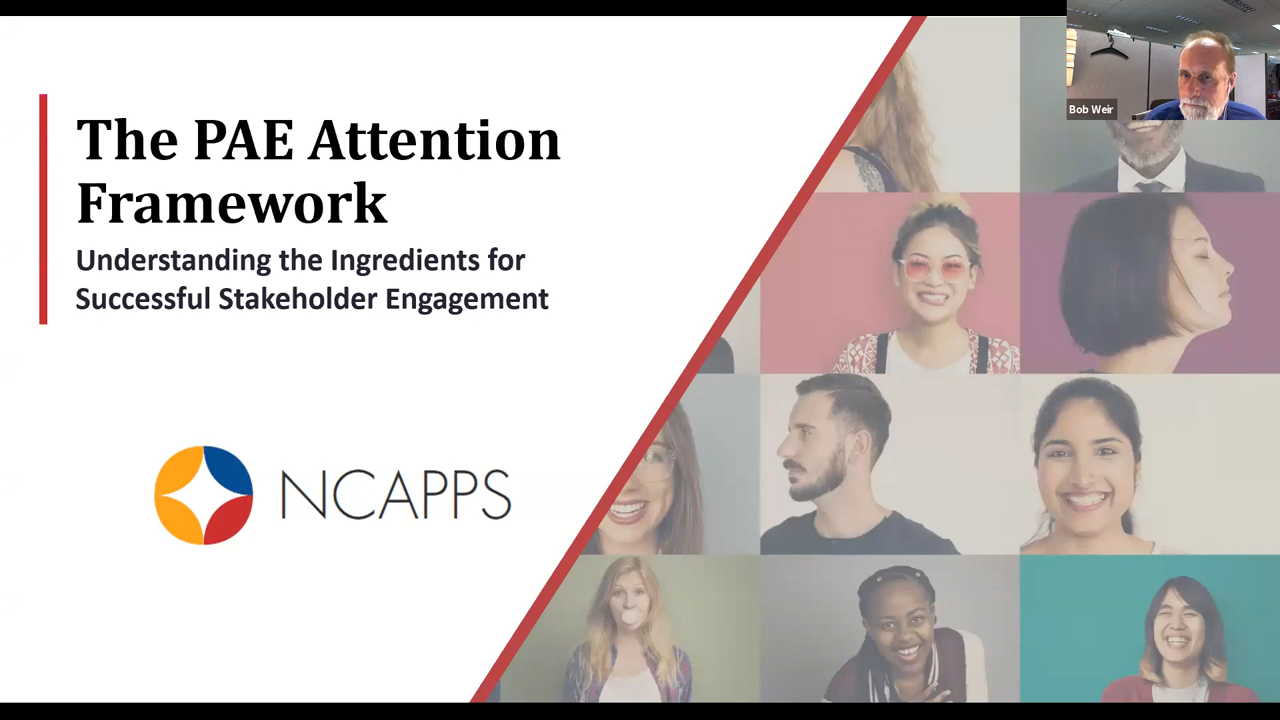 The PAE Attention
Framework
Understanding the Ingredients for
Successful Stakeholder Engagement
NCAPPS
Bob Weir